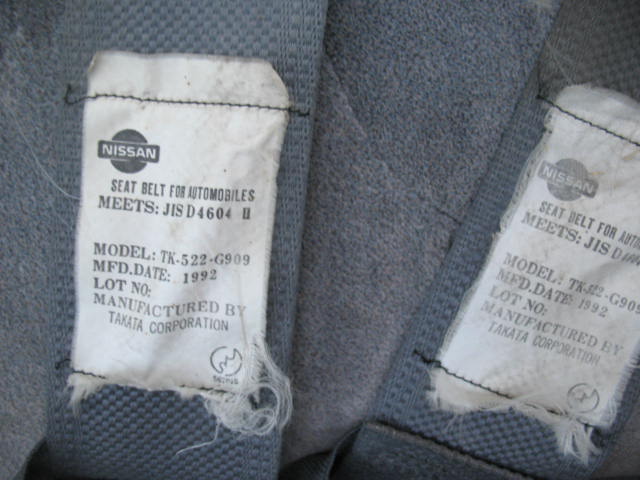 NISSAN
SEAT BELT FOR AUTOMOBILES
MEETS: JIS D 4604 II
MODEL: TK-522-G909
MFD.DATE: 1992
LOT NO:
MANUFACTURED BY
TAKATA CORPORATION
NISSAN
SEAT BELT FOR AUTOM
MEETS: JIS D
MODEL: TK-522-G909
MFD.DATE: 1992
LOT NO:
MANUFACTURED BY
TAKATA CORPORATION